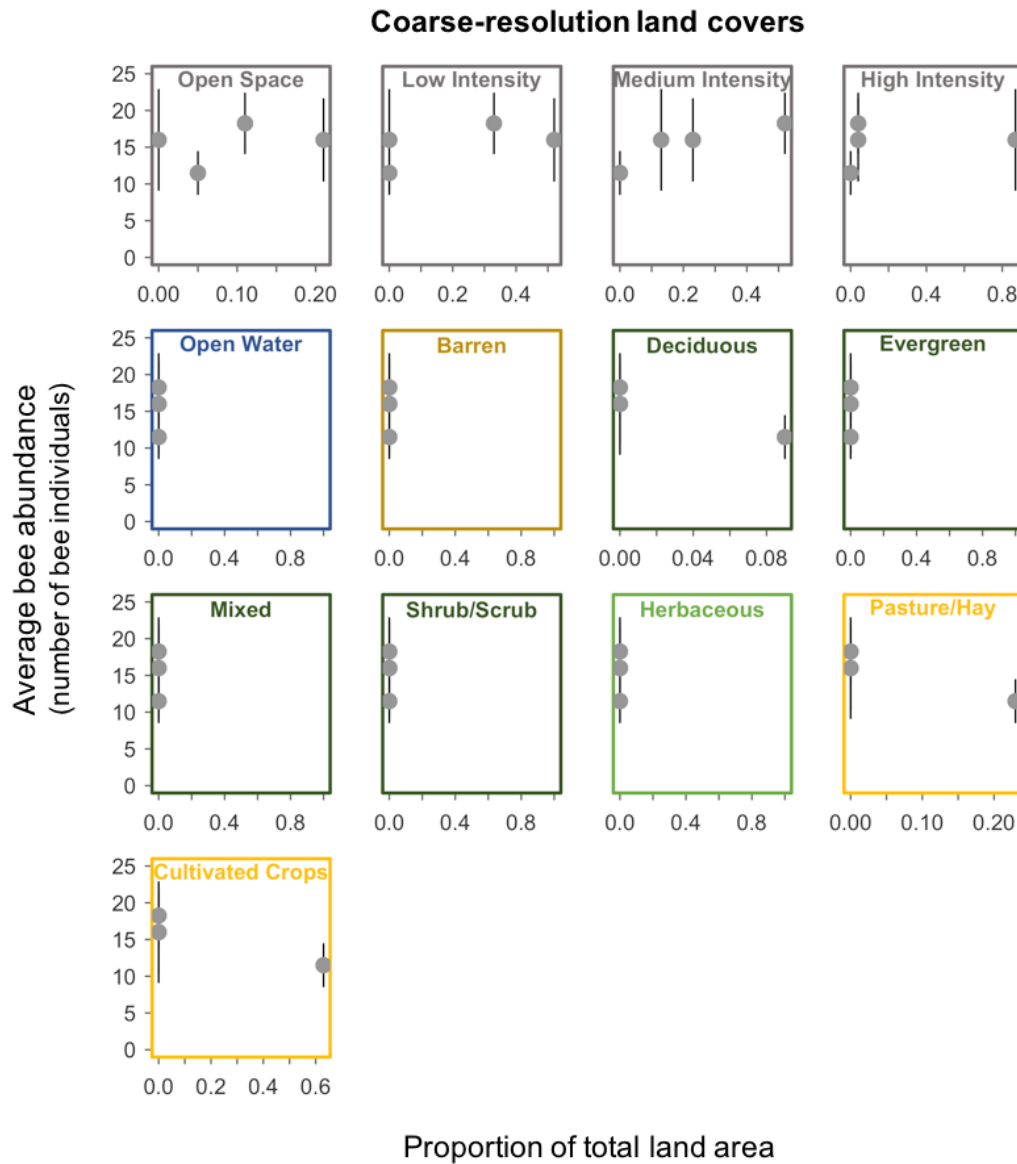 Coarse-resolution land covers
Open Space
Low Intensity
Medium Intensity
High Intensity
25
20
15
10
5
0
0.00 0.10 0.20
0.0 0.2 0.4
0.0 0.2 0.4
0.0 0.4 0.8
Open Water
Barren
Deciduous
Evergreen
25
20
15
10
5
0
0.0 0.4 0.8
0.0 0.4 0.8
0.00 0.04 0.08
0.0 0.4 0.8
Average bee abundance
(number of bee individuals)
Mixed
Shrub/Scrub
Herbaceous
Pasture/Hay
25
20
15
10
5
0
0.0 0.4 0.8
0.0 0.4 0.8
0.0 0.4 0.8
0.00 0.10 0.20
Cultivated Crops
25
20
15
10
5
0
0.0 0.2 0.4 0.6
Proportion of total land area